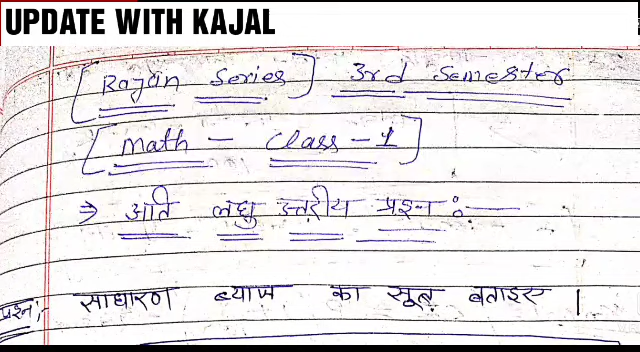 UPDATE WITH KAJAL
[Rajan Series] 3rd Semester
[Math - Class - 1]
⇒ अति लघु उत्तरीय प्रश्न :-
प्रश्न:- साधारण ब्याज का सूत्र बताइए |